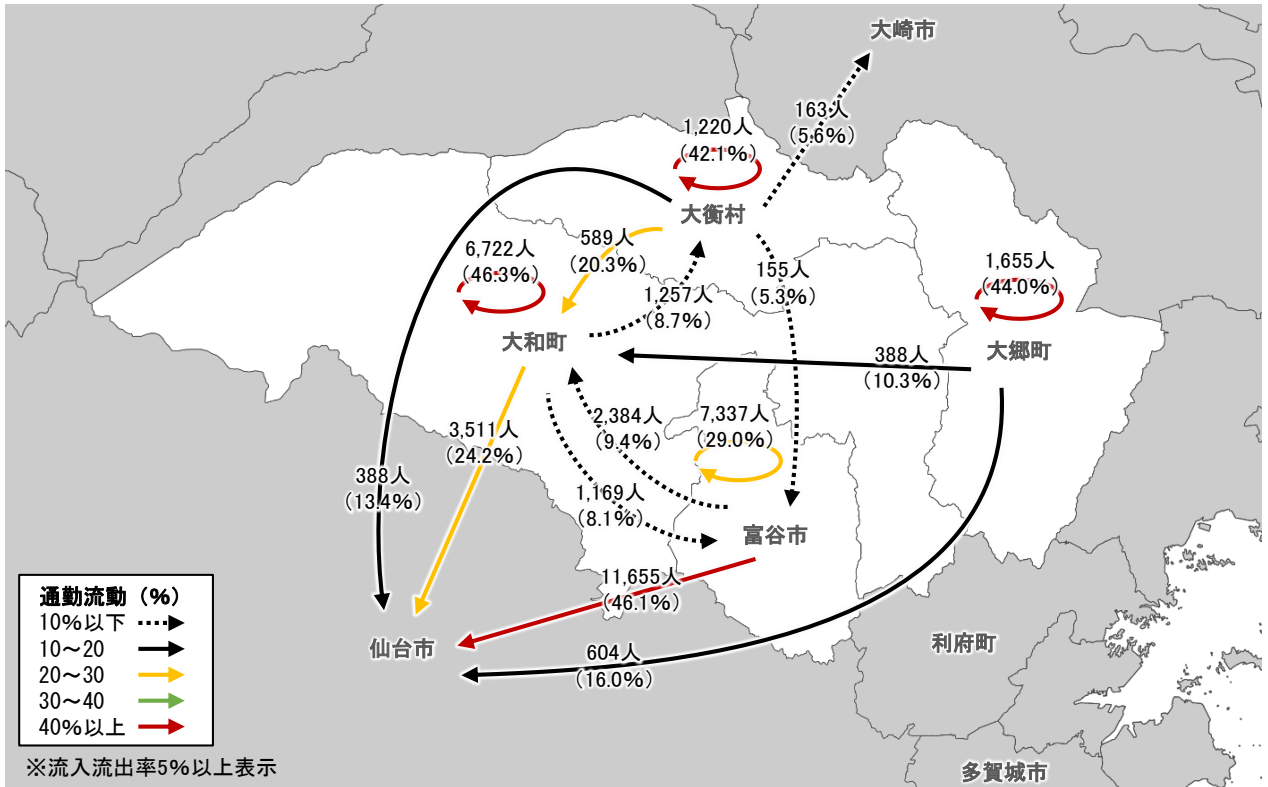 大崎市
163人
(5.6%)
1,220人
(42.1%)
大衡村
589人
(20.3%)
6,722人
(46.3%)
1,257人
(8.7%)
155人
(5.3%)
1,655人
(44.0%)
大和町
大郷町
388人
(10.3%)
2,384人
(9.4%)
7,337人
(29.0%)
3,511人
(24.2%)
388人
(13.4%)
1,169人
(8.1%)
富谷市
11,655人
(46.1%)
仙台市
604人
(16.0%)
利府町
多賀城市
通勤流動（%）
10%以下
10～20
20～30
30～40
40%以上
※流入流出率5%以上表示